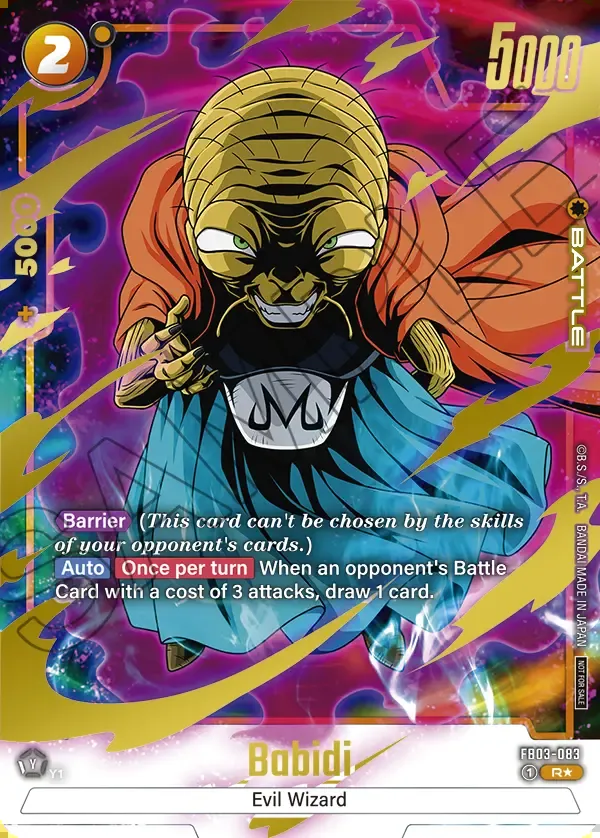 2
5000
+ 5000
BATTLE
M
SAMPLE
©B.S./S., T.A. BANDAI MADE IN JAPAN
NOT FOR SALE
Barrier (This card can't be chosen by the skills
of your opponent's cards.)
Auto Once per turn When an opponent's Battle
Card with a cost of 3 attacks, draw 1 card.
Y Y1
Babidi
FB03-083
1 R★
Evil Wizard